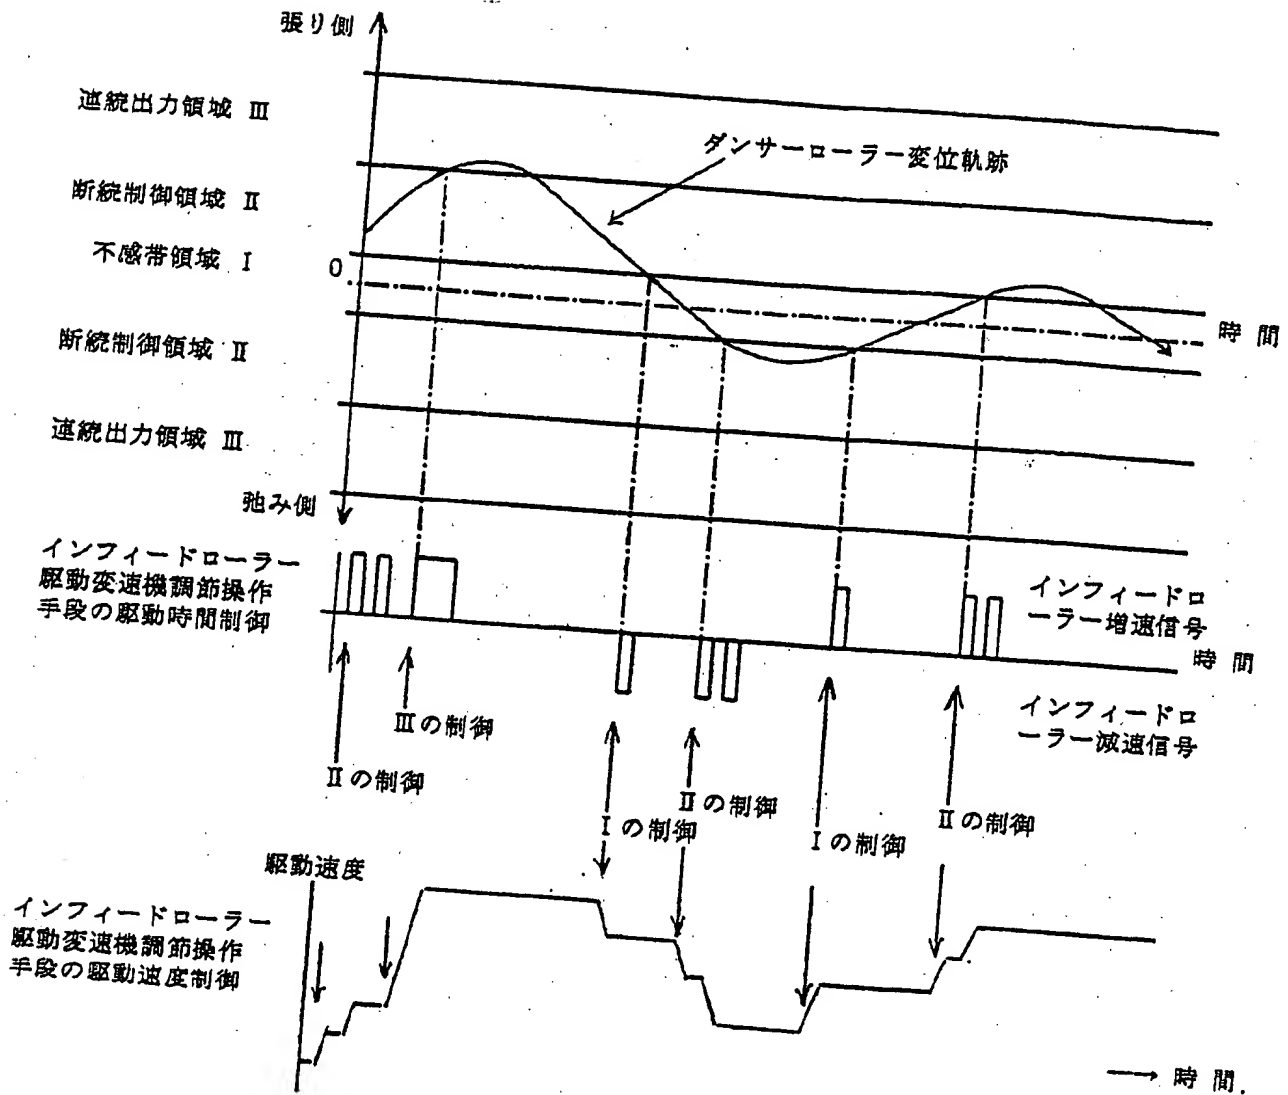 張り側
連続出力領域 Ⅲ
ダンサーローラー変位軌跡
断続制御領域 Ⅱ
不感帯領域 Ⅰ
0
時 間
断続制御領域 Ⅱ
連続出力領域 Ⅲ
弛み側
インフィードローラー
駆動変速機調節操作
手段の駆動時間制御
インフィードロ
ーラー増速信号
時 間
インフィードロ
ーラー減速信号
Ⅲの制御
Ⅱの制御
Ⅰの制御
Ⅱの制御
Ⅰの制御
Ⅱの制御
駆動速度
インフィードローラー
駆動変速機調節操作
手段の駆動速度制御
時 間.